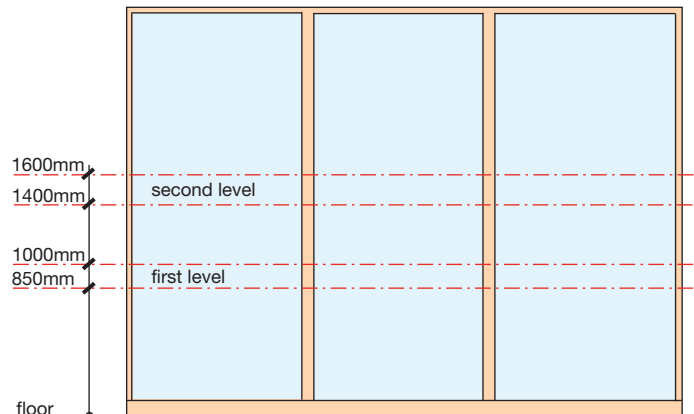 1600mm
second level
1400mm
1000mm
first level
850mm
floor